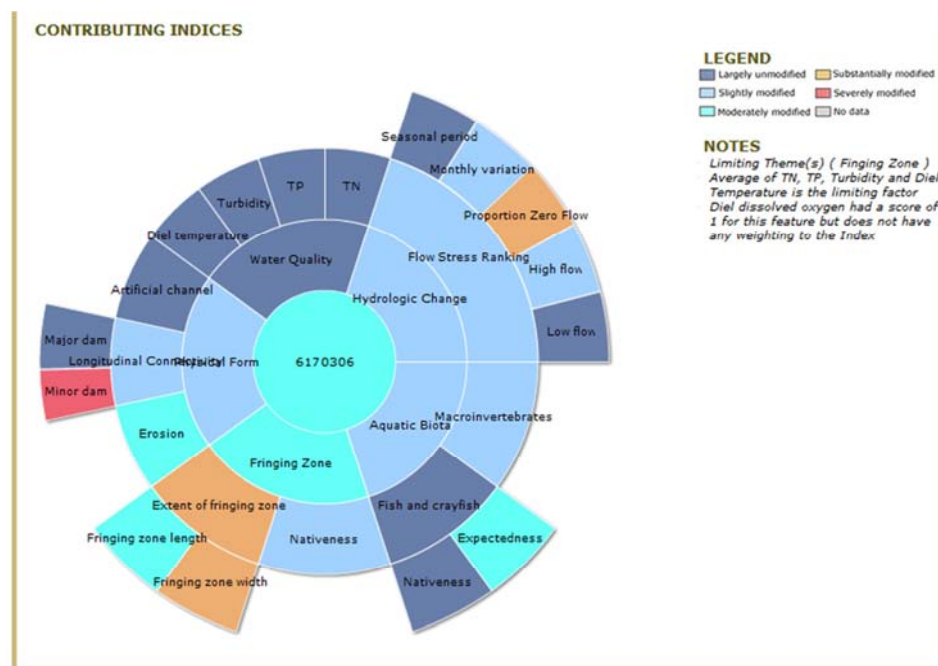 CONTRIBUTING INDICES
LEGEND
Largely unmodified
Substantially modified
Slightly modified
Severely modified
Moderately modified
No data
NOTES
Limiting Theme(s) ( Finging Zone )
Average of TN, TP, Turbidity and Diel
Temperature is the limiting factor
Diel dissolved oxygen had a score of
1 for this feature but does not have
any weighting to the Index
Seasonal period
Monthly variation
Proportion Zero Flow
High flow
Low flow
Flow Stress Ranking
Hydrologic Change
TN
TP
Turbidity
Diel temperature
Water Quality
Artificial channel
Major dam
Longitudinal Connectivity
Physical Form
Minor dam
Erosion
6170306
Macroinvertebrates
Aquatic Biota
Fringing Zone
Extent of fringing zone
Fringing zone length
Fringing zone width
Nativeness
Fish and crayfish
Expectedness
Nativeness